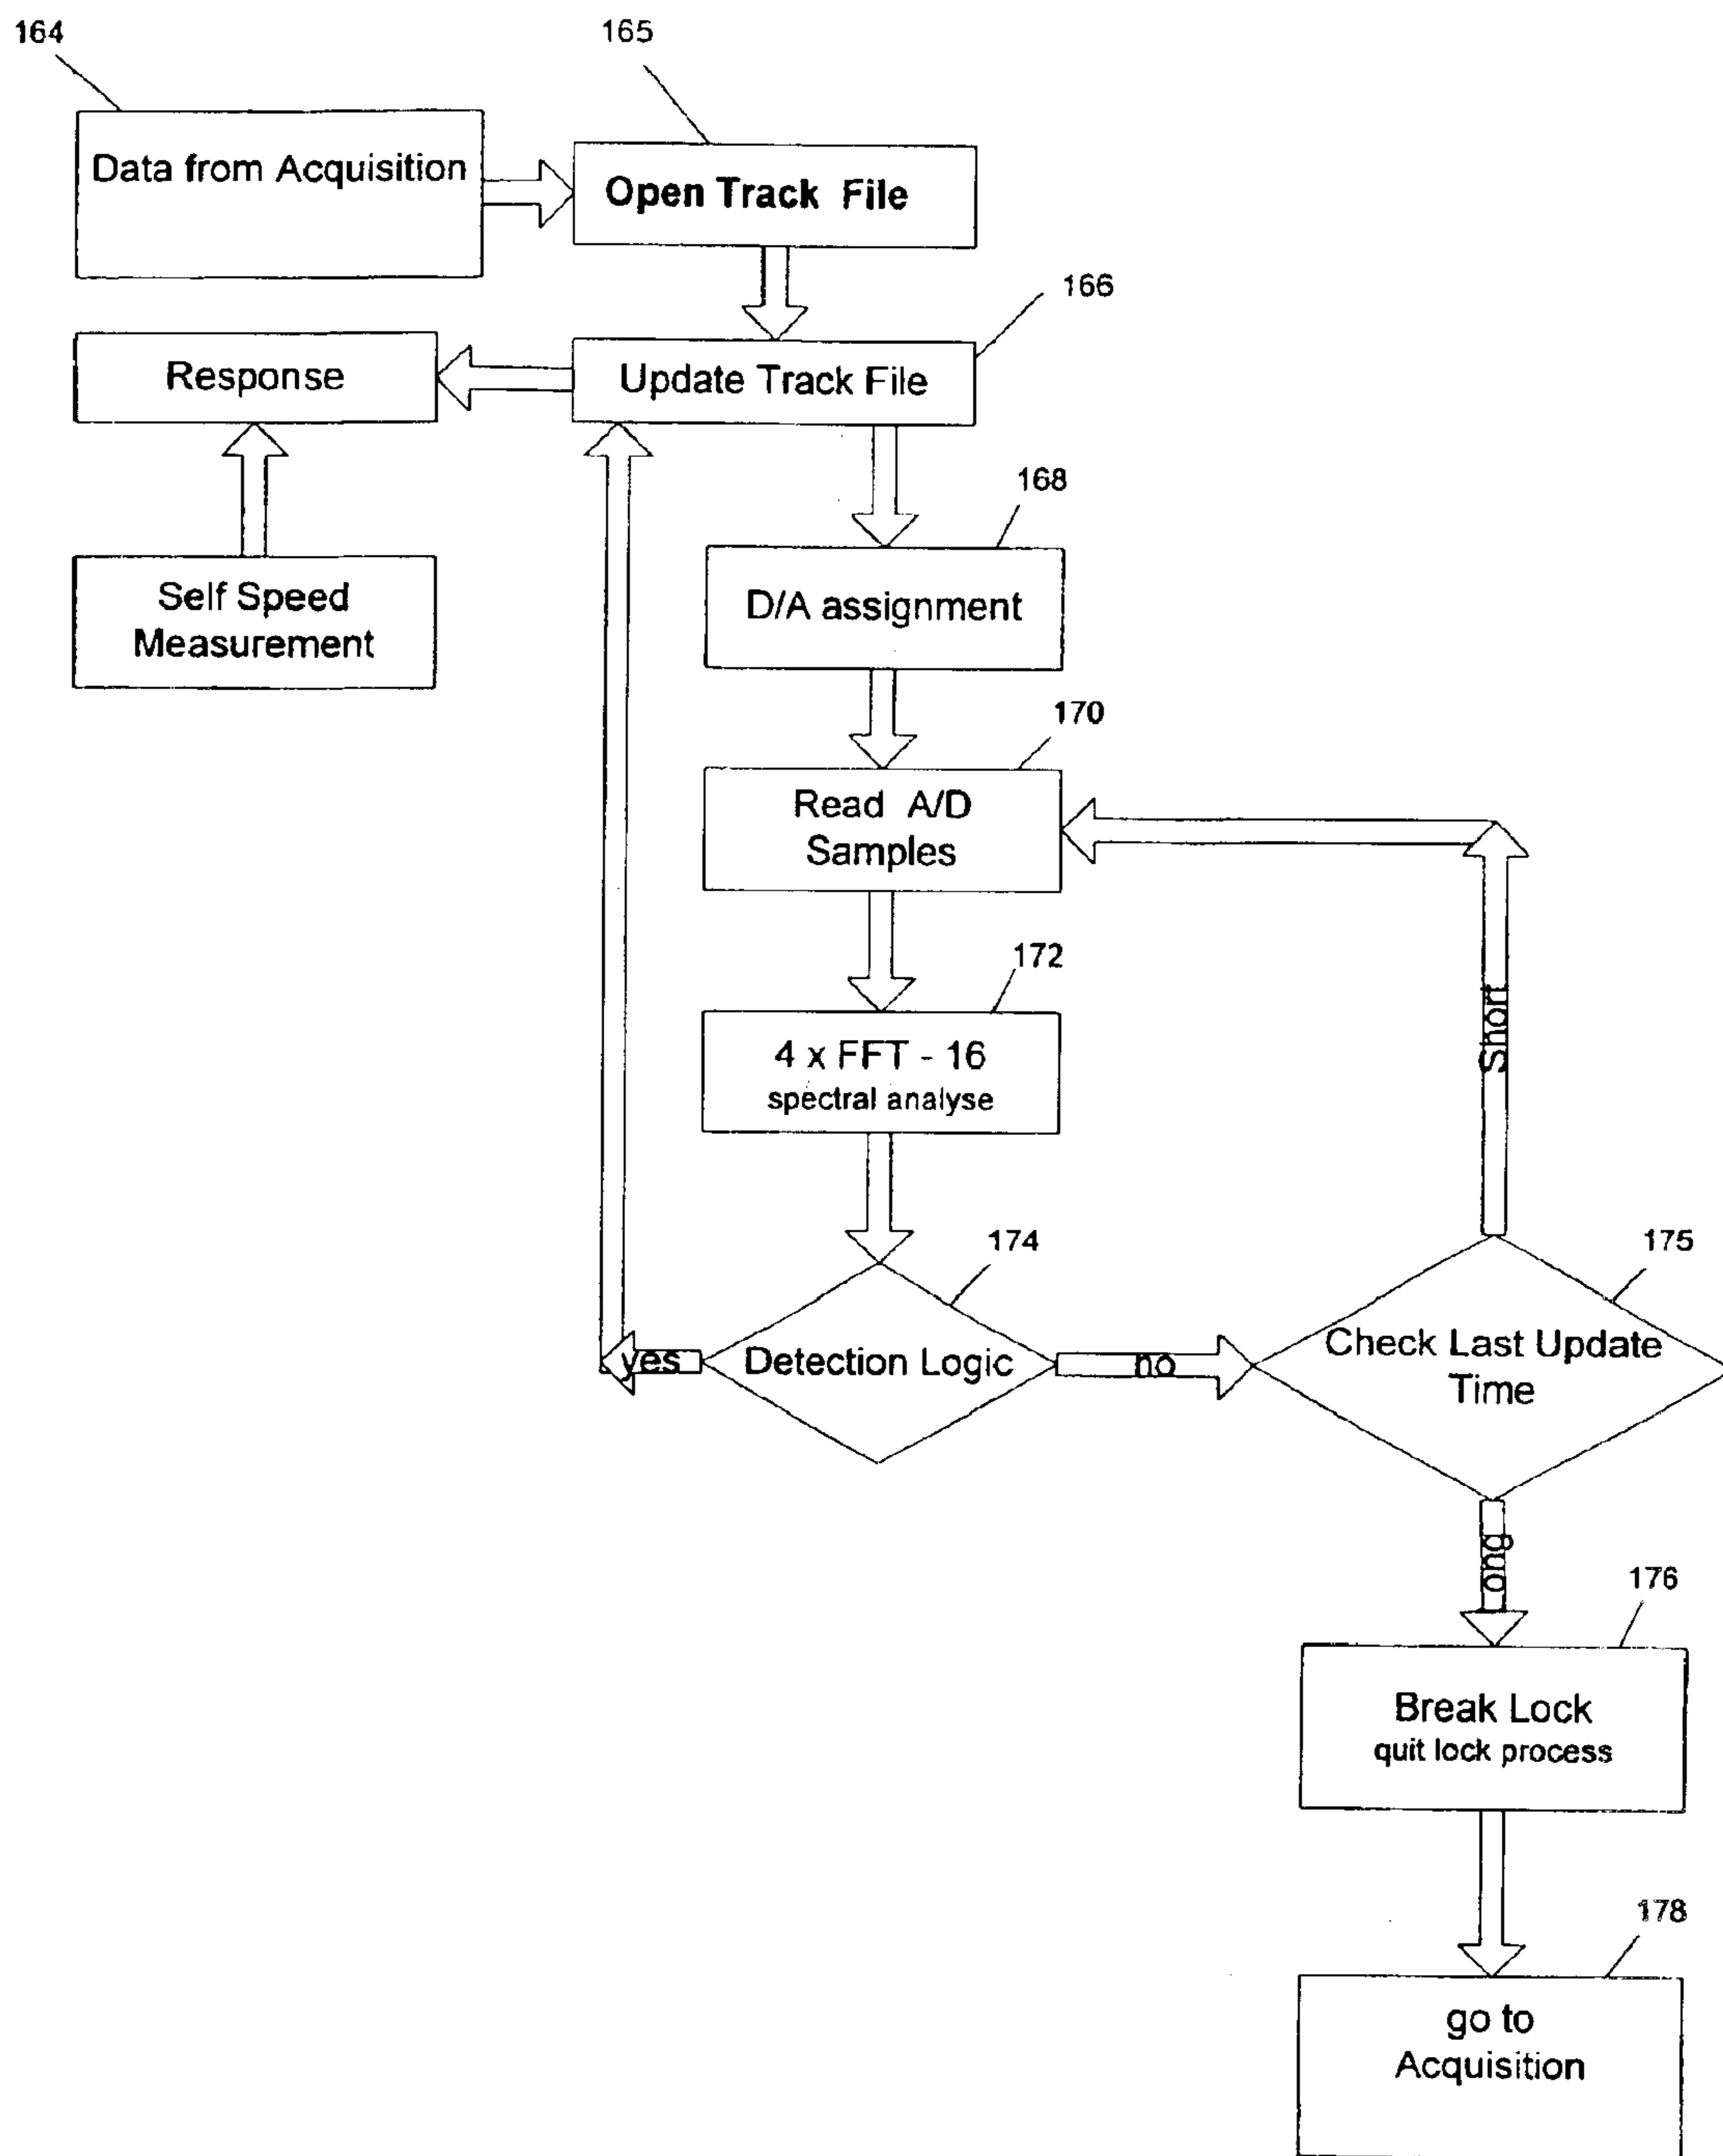 164
165
Data from Acquisition
Open Track File
166
Response
Update Track File
168
Self Speed
Measurement
D/A assignment
170
Read A/D
Samples
172
4 x FFT - 16
spectral analyse
Short
174
175
yes
Detection Logic
no
Check Last Update
Time
ong
176
Break Lock
quit lock process
178
go to
Acquisition